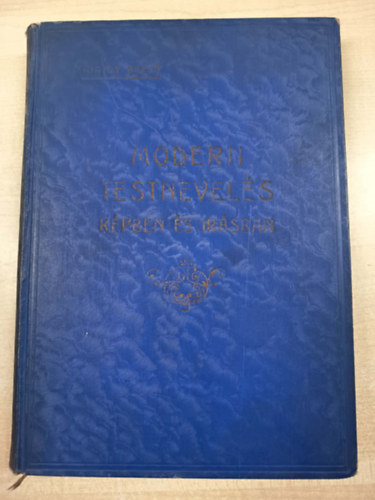 MODERN
TESTNEVELÉS
KÉPBEN ÉS ÍRÁSBAN